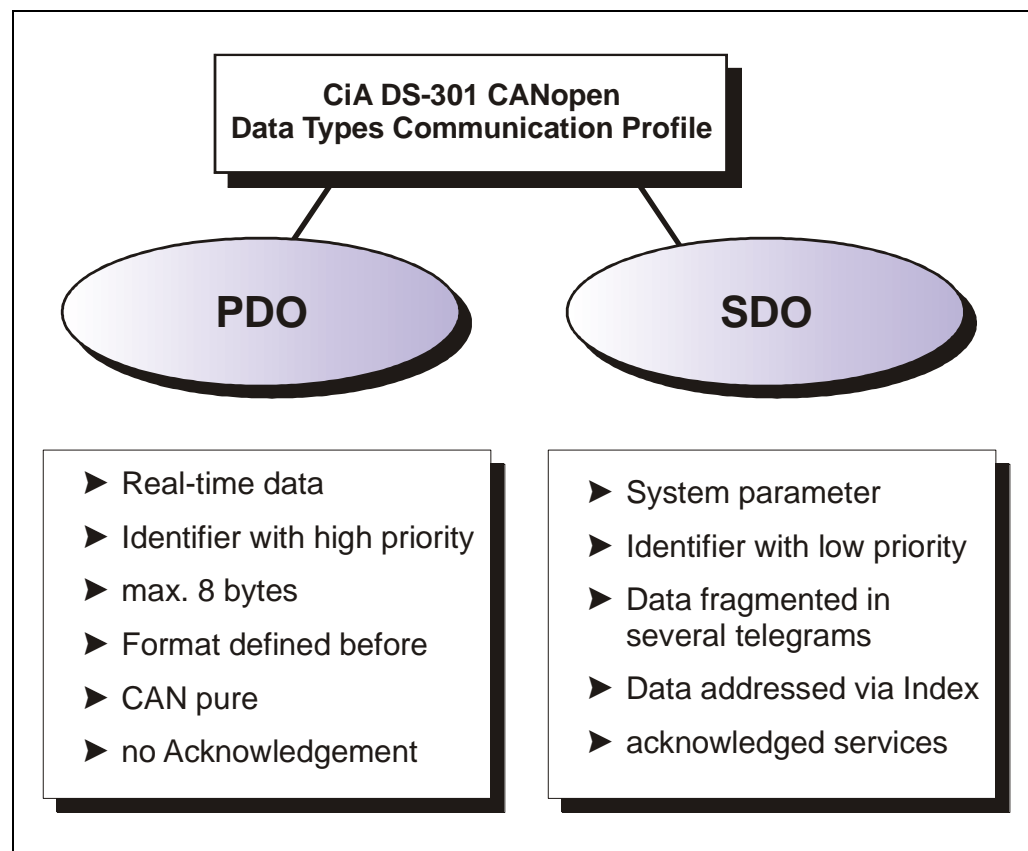 CiA DS-301 CANopen
Data Types Communication Profile
PDO
SDO
➤ Real-time data
➤ Identifier with high priority
➤ max. 8 bytes
➤ Format defined before
➤ CAN pure
➤ no Acknowledgement
➤ System parameter
➤ Identifier with low priority
➤ Data fragmented in
several telegrams
➤ Data addressed via Index
➤ acknowledged services